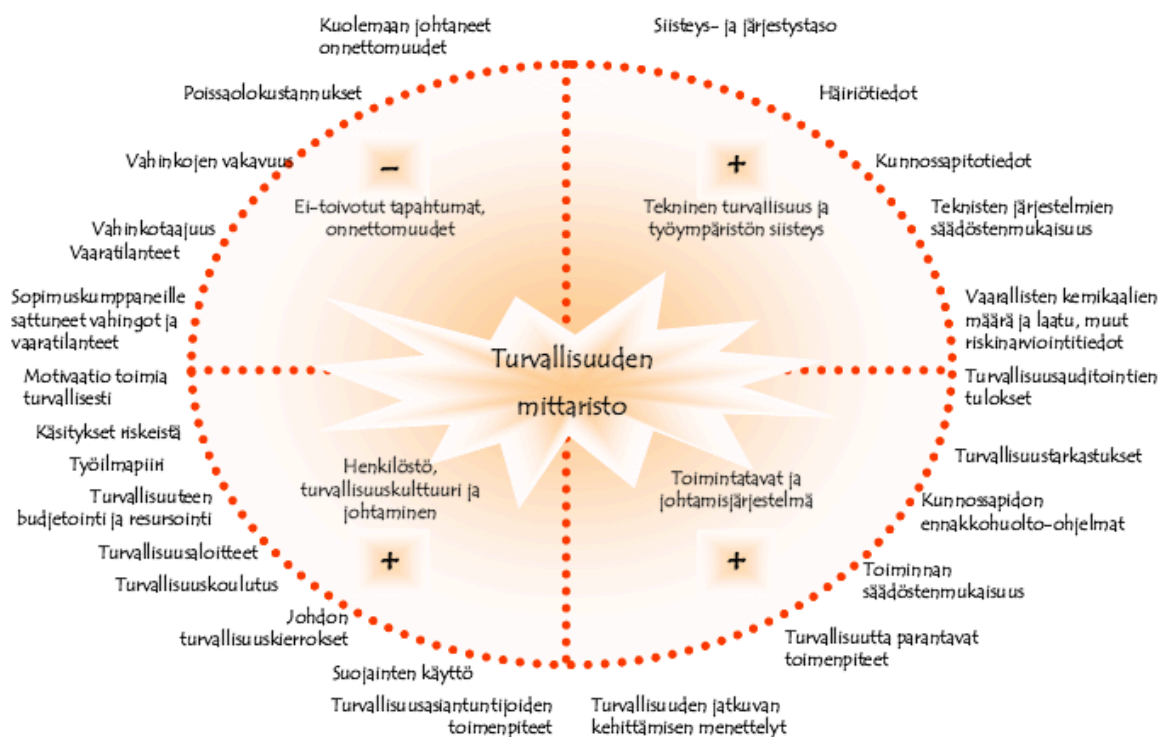 Kuolemaan johtaneet
onnettomuudet
Poissaolokustannukset
Vahinkojen vakavuus
Vahinkotaajuus
Vaaratilanteet
Sopimuskumppaneille
sattuneet vahingot ja
vaaratilanteet
–
Ei-toivotut tapahtumat,
onnettomuudet
Siisteys- ja järjestystaso
Häiriötiedot
Kunnossapitotiedot
Teknisten järjestelmien
säädöstenmukaisuus
Vaarallisten kemikaalien
määrä ja laatu, muut
riskinarviointitiedot
+
Tekninen turvallisuus ja
työympäristön siisteys
Turvallisuuden
mittaristo
Motivaatio toimia
turvallisesti
Käsitykset riskeistä
Työilmapiiri
Turvallisuuteen
budjetointi ja resursointi
Turvallisuusaloitteet
Turvallisuuskoulutus
Johdon
turvallisuuskierrokset
Suojainten käyttö
Turvallisuusasiantuntijoiden
toimenpiteet
Henkilöstö,
turvallisuuskulttuuri ja
johtaminen
+
Turvallisuusauditointien
tulokset
Turvallisuustarkastukset
Kunnossapidon
ennakkohuolto-ohjelmat
Toiminnan
säädöstenmukaisuus
Turvallisuutta parantavat
toimenpiteet
Turvallisuuden jatkuvan
kehittämisen menettelyt
Toimintatavat ja
johtamisjärjestelmä
+